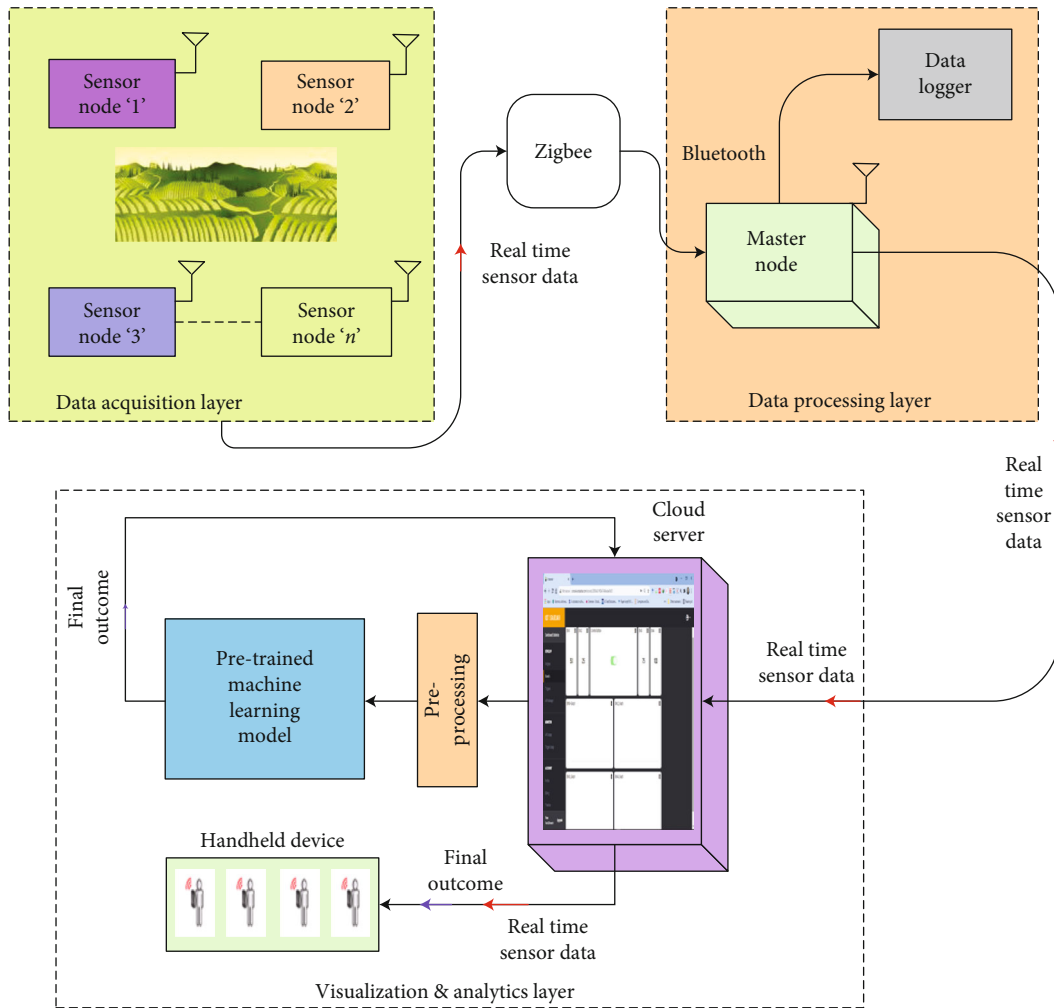 Sensor
node ‘1’
Sensor
node ‘2’
Sensor
node ‘3’
Sensor
node ‘n’
Data acquisition layer
Real time
sensor data
Zigbee
Bluetooth
Data
logger
Master
node
Data processing layer
Real
time
sensor
data
Cloud
server
Real time
sensor data
Pre-
processing
Pre-trained
machine
learning
model
Final
outcome
Handheld device
Final
outcome
Real time
sensor data
Visualization & analytics layer